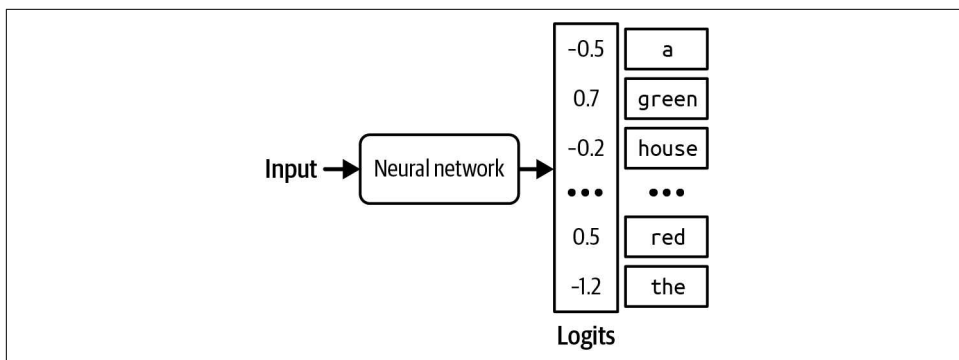 -0.5 a
0.7 green
Input Neural network -0.2 house
••• •••
0.5 red
-1.2 the
Logits